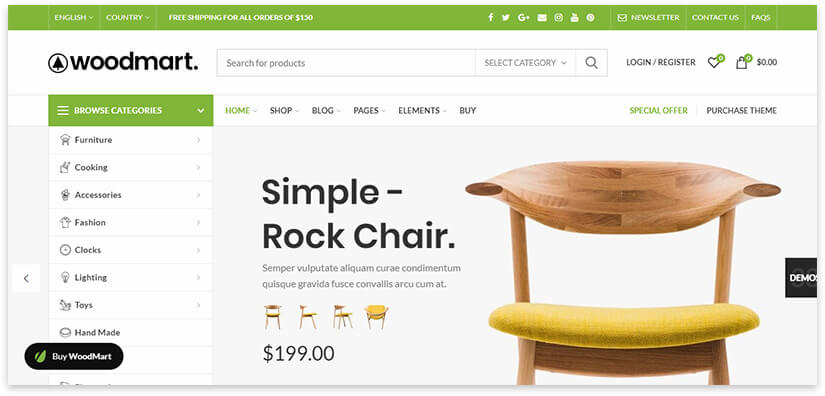 ENGLISH COUNTRY FREE SHIPPING FOR ALL ORDERS OF $150 NEWSLETTER CONTACT US FAQS
woodmart. Search for products SELECT CATEGORY LOGIN / REGISTER 0 0 $0.00
BROWSE CATEGORIES HOME SHOP BLOG PAGES ELEMENTS BUY SPECIAL OFFER PURCHASE THEME
Furniture
Cooking
Accessories
Fashion
Clocks
Lighting
Toys
Hand Made
Buy WoodMart
Simple -
Rock Chair.
Semper vulputate aliquam curae condimentum
quisque gravida fusce convallis arcu cum at.
$199.00